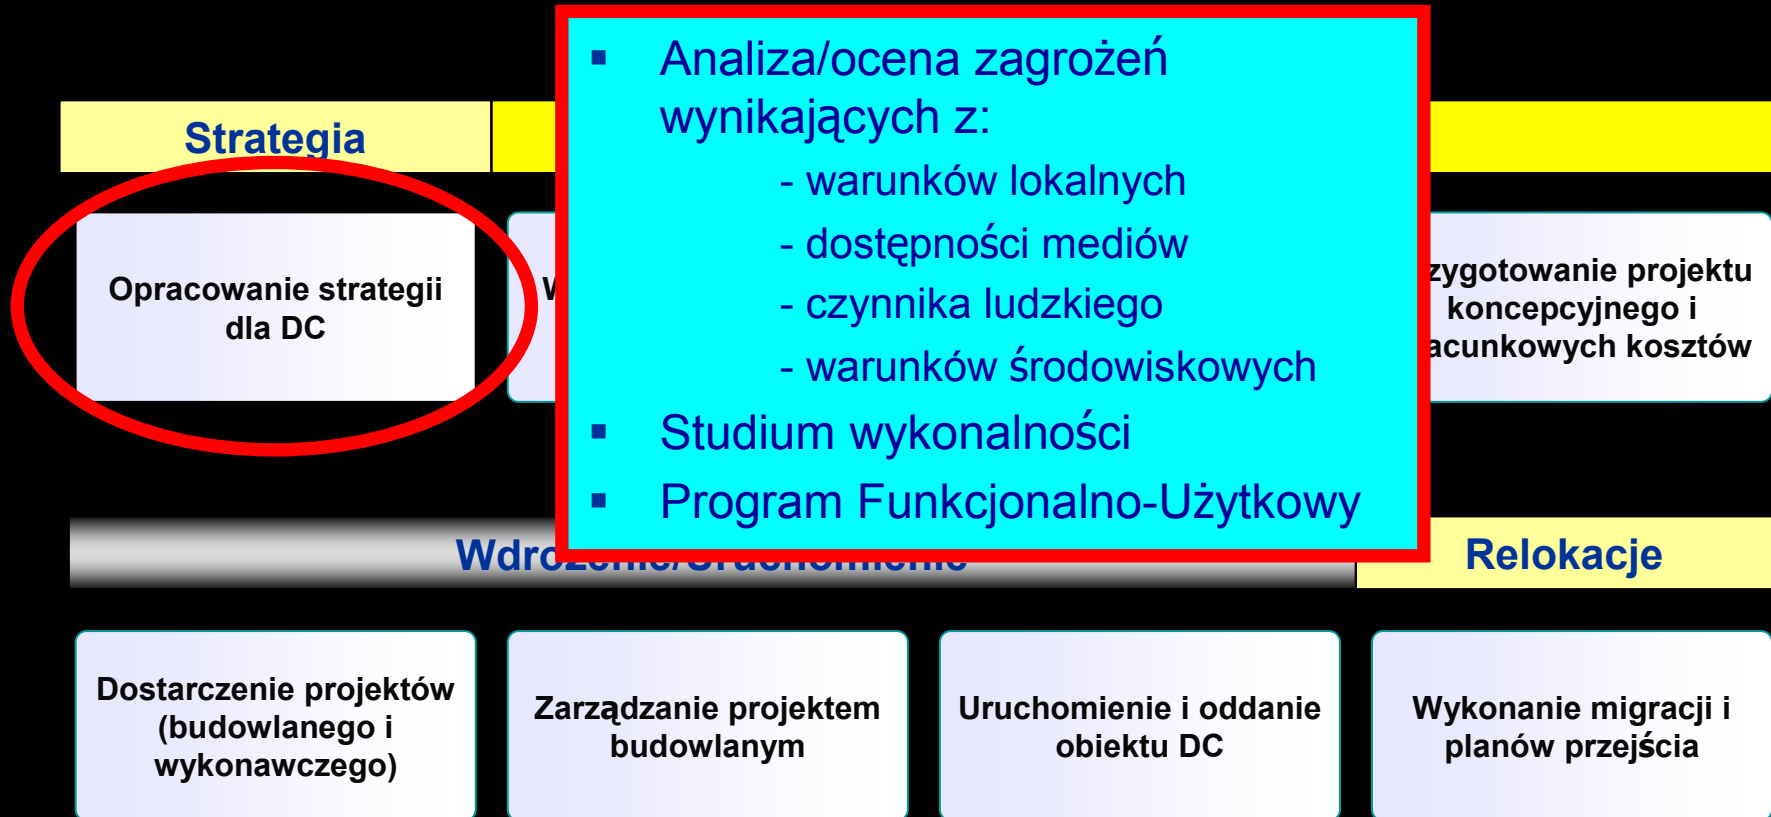 Strategia
Opracowanie strategii
dla DC
Analiza/ocena zagrożeń
wynikających z:
- warunków lokalnych
- dostępności mediów
- czynnika ludzkiego
- warunków środowiskowych
Studium wykonalności
Program Funkcjonalno-Użytkowy
projektu
koncepcyjnego i
kosztów
Wdrożenie/Uruchomienie
Relokacje
Dostarczenie projektów
(budowlanego i
wykonawczego)
Zarządzanie projektem
budowlanym
Uruchomienie i oddanie
obiektu DC
Wykonanie migracji i
planów przejścia